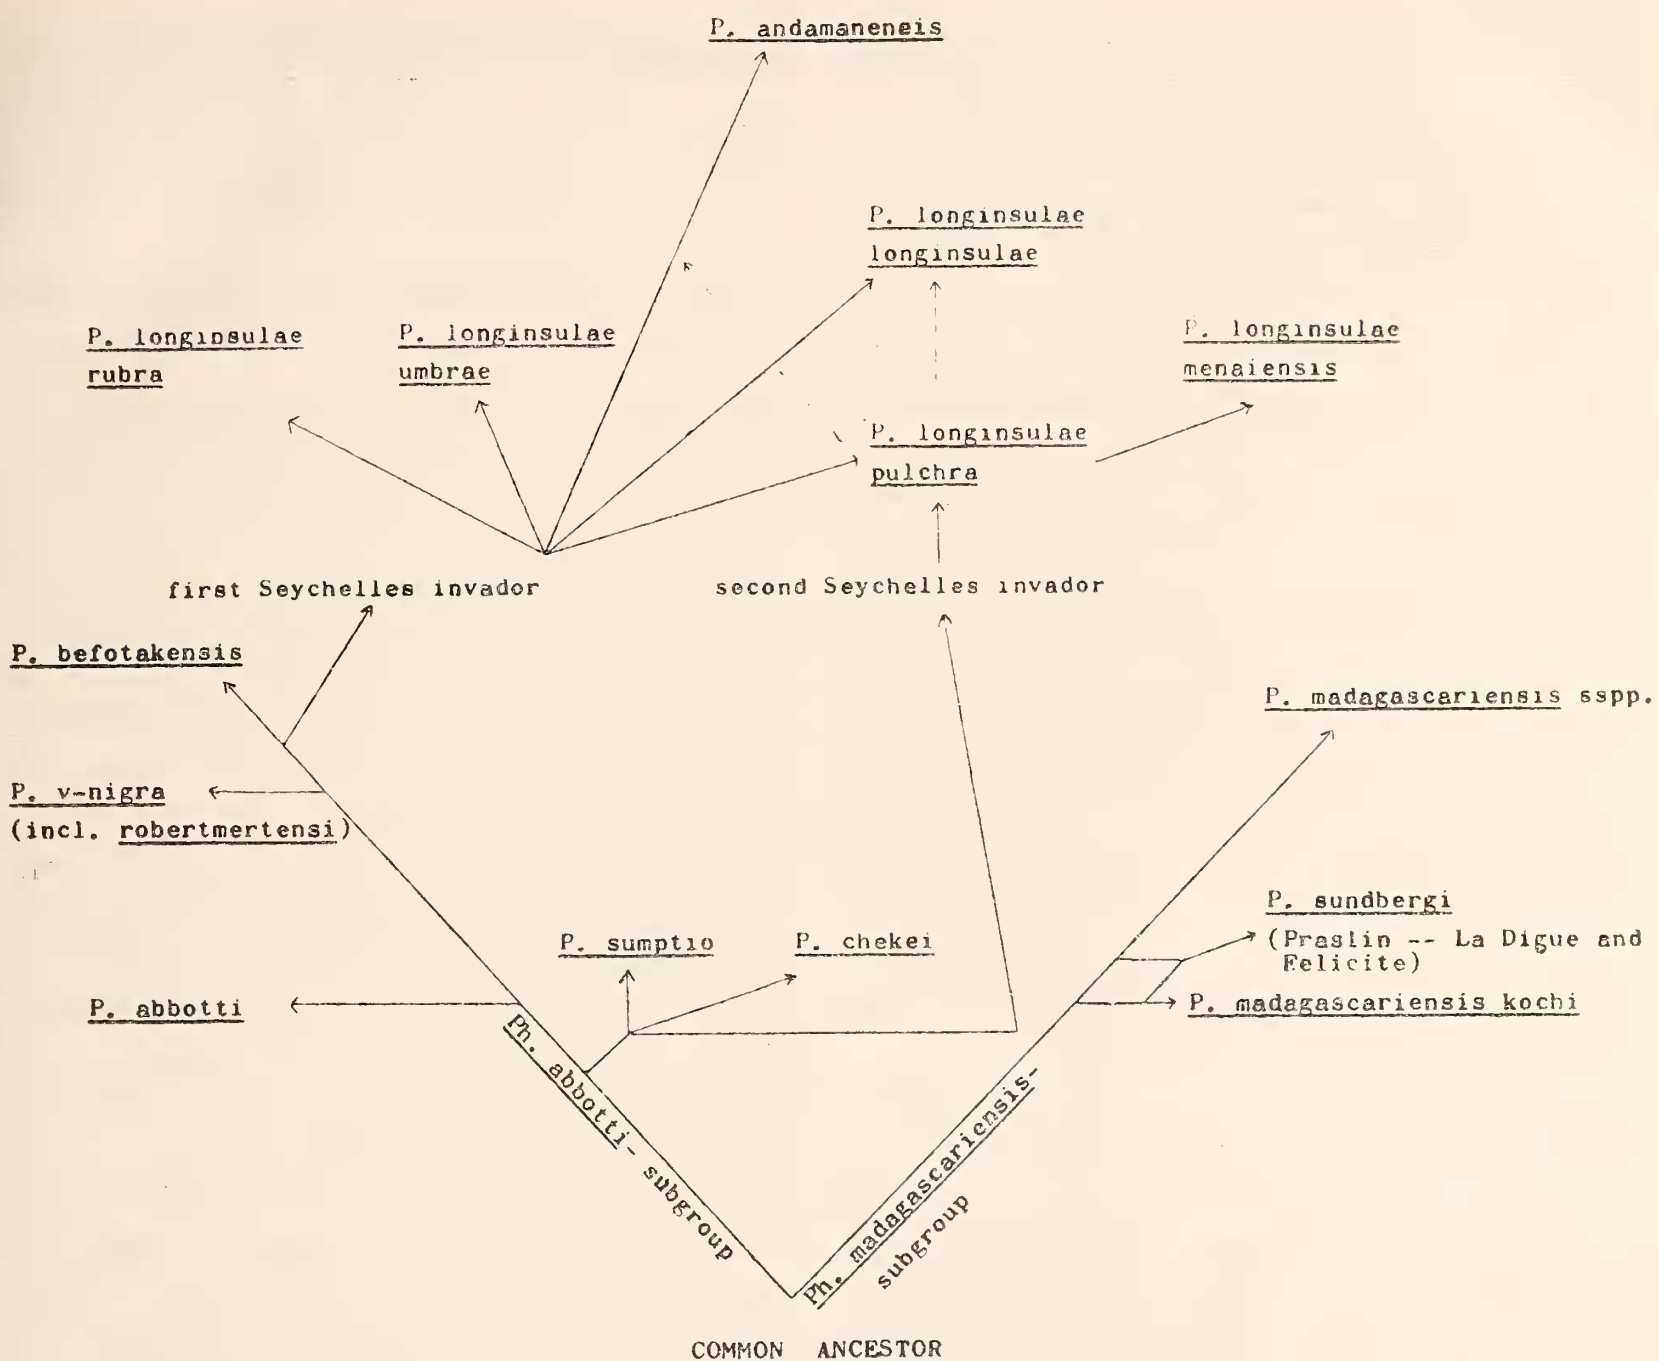 P. andamaneneis
P. longinsulae
longinsulae
P. longinsulae
rubra
P. longinsulae
umbrae
P. longinsulae
menaiensis
P. longinsulae
pulchra
first Seychelles invador
second Seychelles invador
P. befotakensis
P. madagascariensis sspp.
P. v-nigra
(incl. robertmertensi)
P. sundbergi
(Praslin -- La Digue and
Felicite)
P. sumptio
P. chekei
P. abbotti
P. madagascariensis kochi
Ph. abbotti- subgroup
Ph. madagascariensis-
subgroup
COMMON ANCESTOR